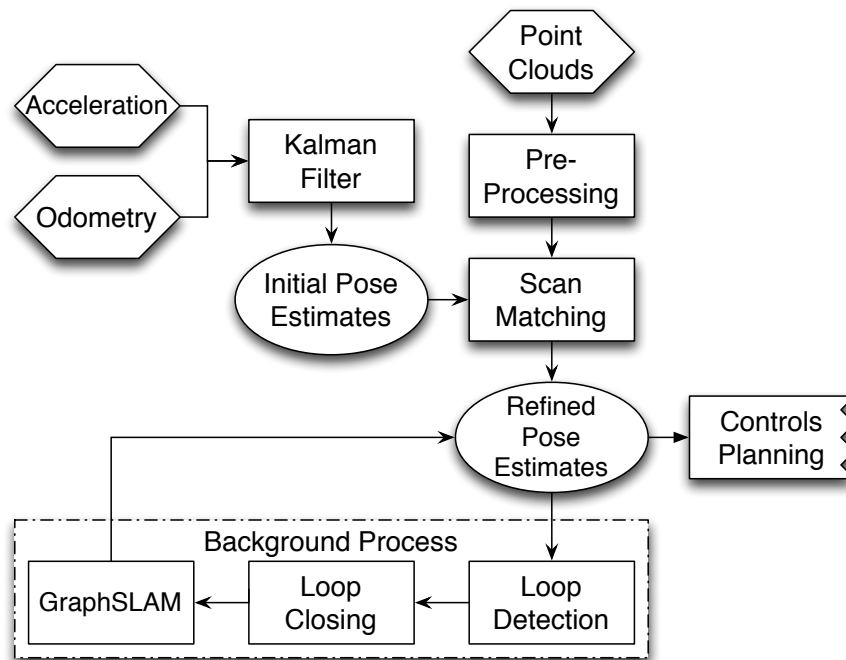 Point
Clouds
Acceleration
Odometry
Kalman
Filter
Pre-
Processing
Initial Pose
Estimates
Scan
Matching
Refined
Pose
Estimates
Controls
Planning
Background Process
GraphSLAM
Loop
Closing
Loop
Detection